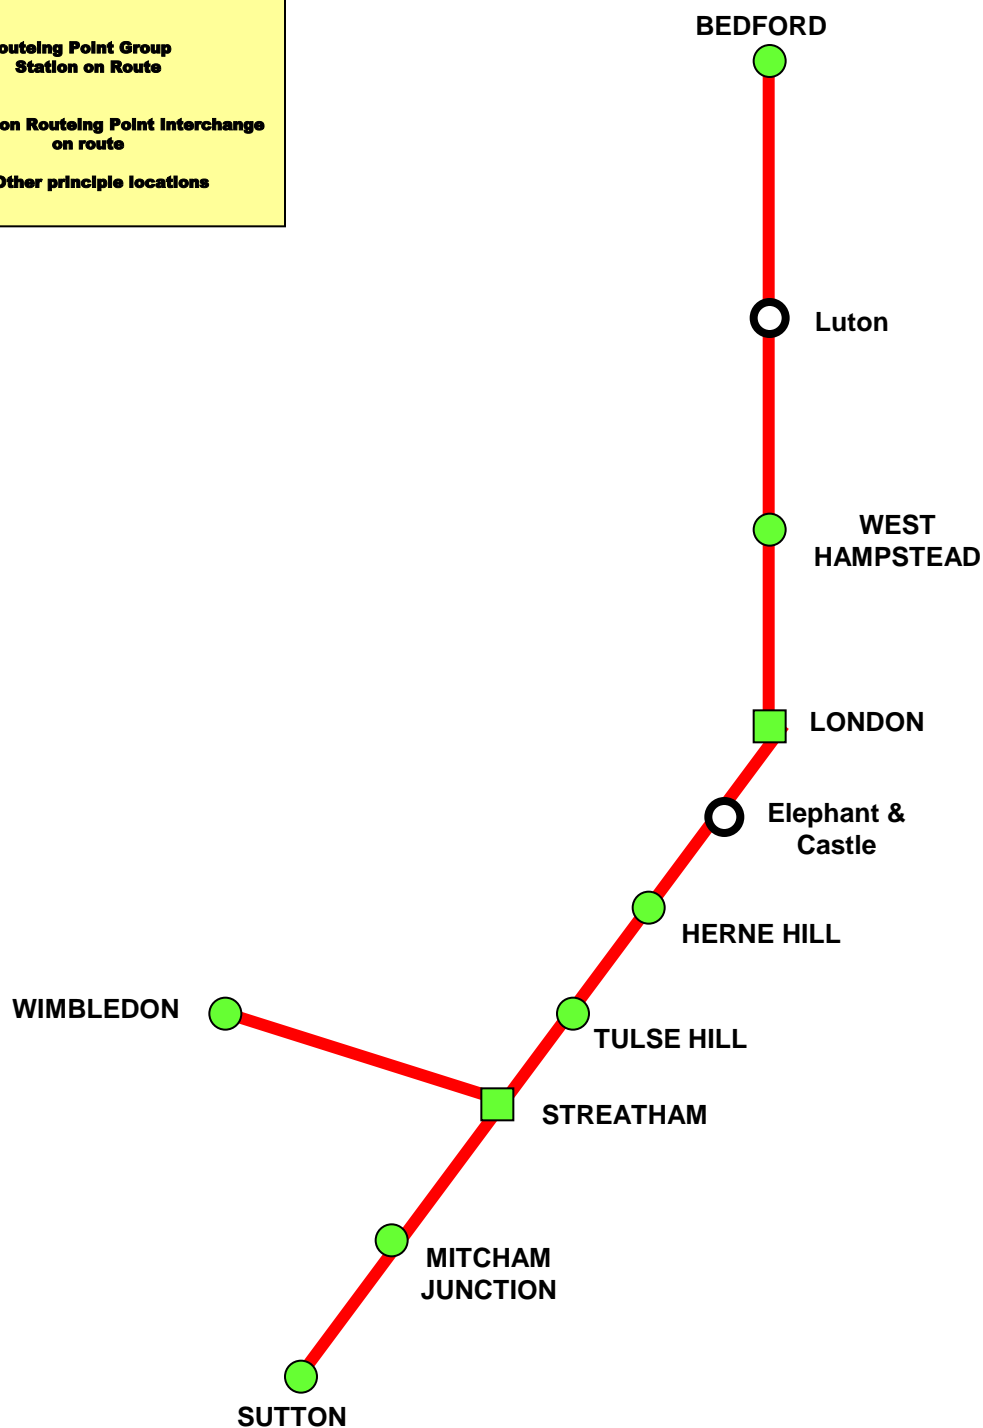 BEDFORD
outeing Point Group
Station on Route
on Routeing Point Interchange
on route
Other principle locations
Luton
WEST
HAMPSTEAD
LONDON
Elephant &
Castle
HERNE HILL
WIMBLEDON
TULSE HILL
STREATHAM
MITCHAM
JUNCTION
SUTTON